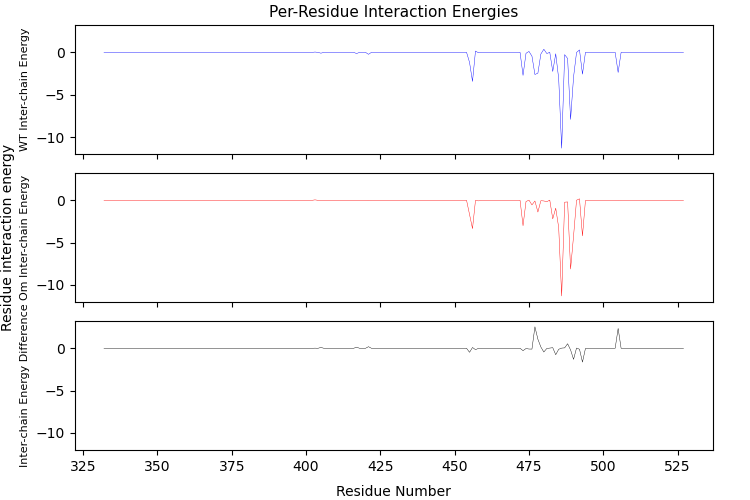 Per-Residue Interaction Energies
Residue interaction energy
WT Inter-chain Energy
0
−5
−10
Om Inter-chain Energy
0
−5
−10
Inter-chain Energy Difference
0
−5
−10
325 350 375 400 425 450 475 500 525
Residue Number